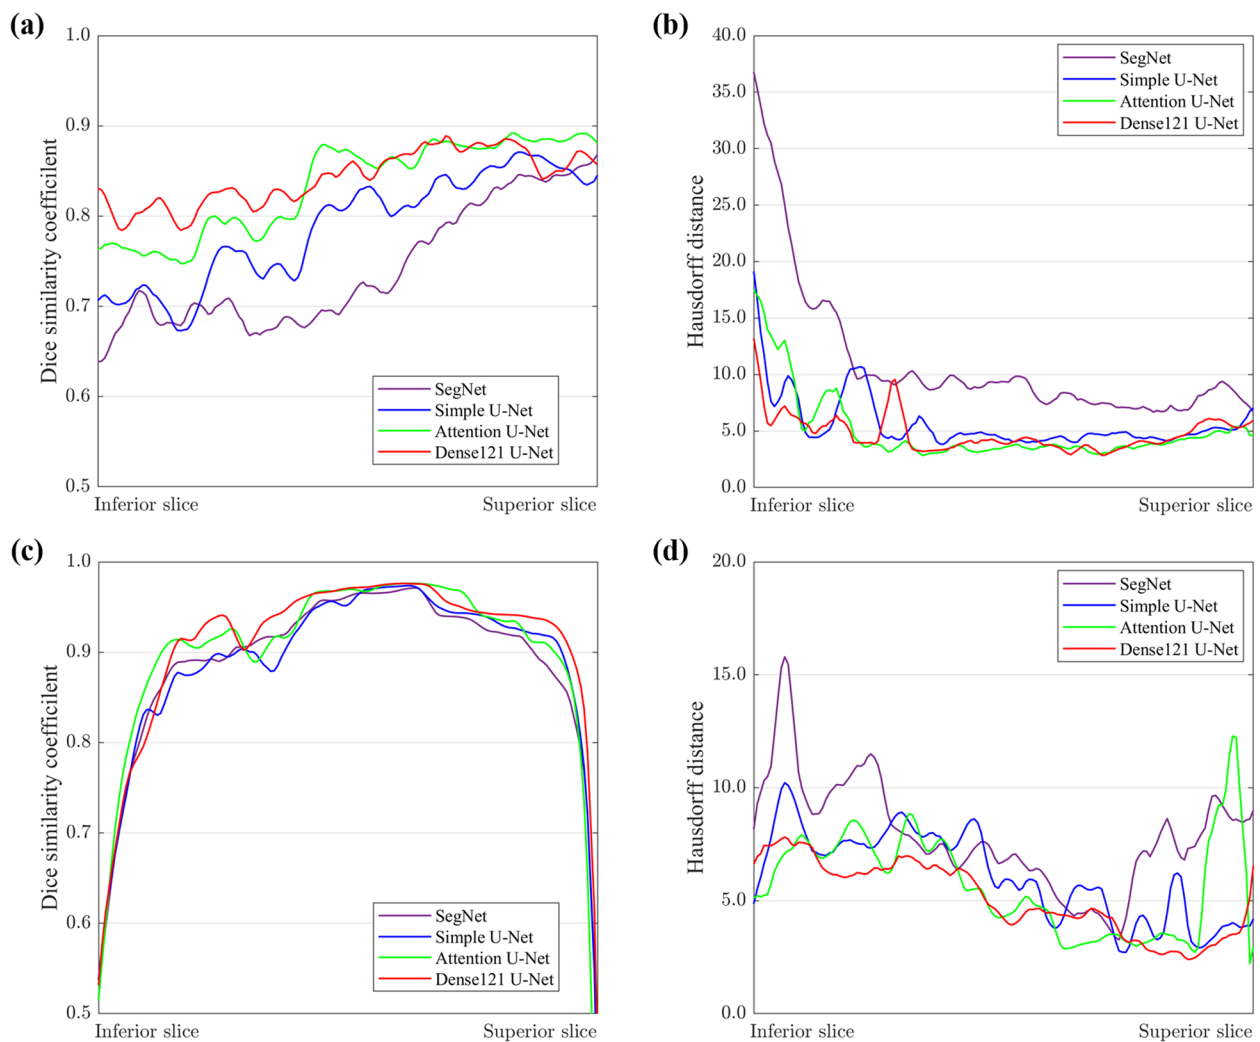 (a)
1.0
0.9
0.8
0.7
0.6
0.5
Dice similarity coefficilent
Inferior slice
Superior slice
SegNet
Simple U-Net
Attention U-Net
Dense121 U-Net
(b)
40.0
35.0
30.0
25.0
20.0
15.0
10.0
5.0
0.0
Hausdorff distance
Inferior slice
Superior slice
SegNet
Simple U-Net
Attention U-Net
Dense121 U-Net
(c)
1.0
0.9
0.8
0.7
0.6
0.5
Dice similarity coefficilent
Inferior slice
Superior slice
SegNet
Simple U-Net
Attention U-Net
Dense121 U-Net
(d)
20.0
15.0
10.0
5.0
0.0
Hausdorff distance
Inferior slice
Superior slice
SegNet
Simple U-Net
Attention U-Net
Dense121 U-Net